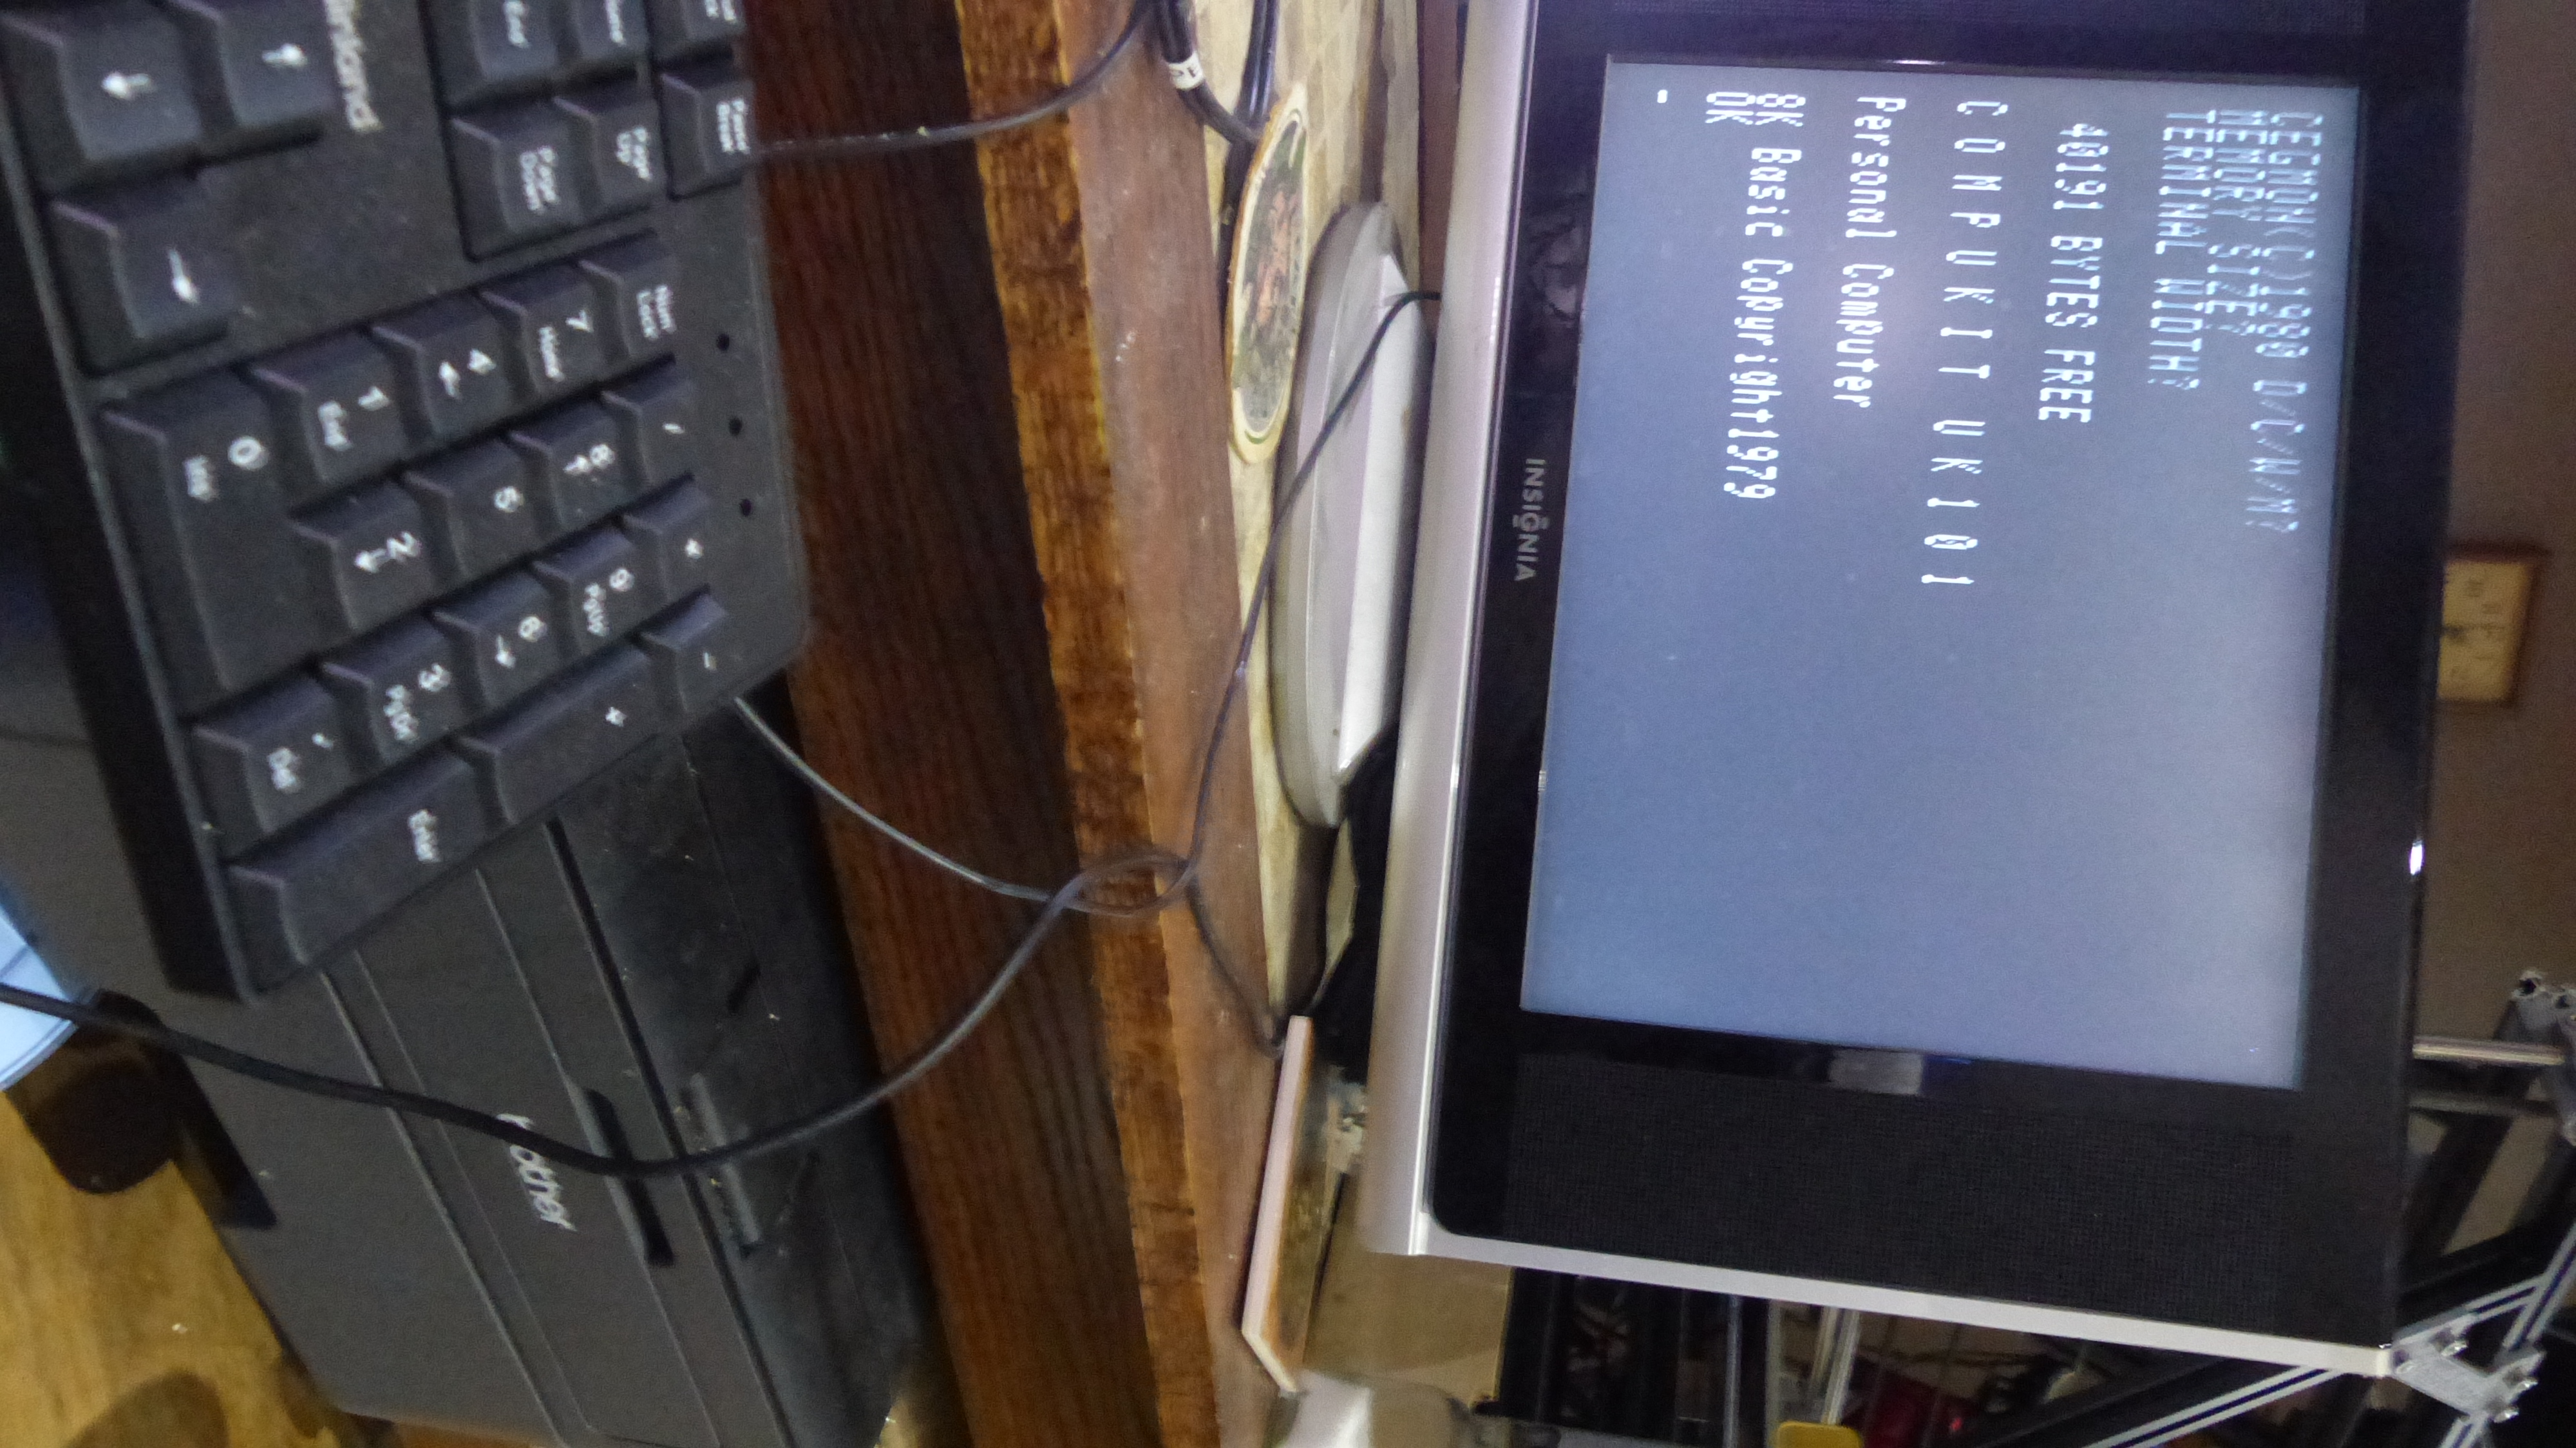 CEGMON(C)1980 D/C/W/M?
MEMORY SIZE?
TERMINAL WIDTH?
40191 BYTES FREE
C O M P U K I T  U K 1 0 1
Personal Computer
8K Basic Copyright1979
OK
-
INSIGNIA
Pause Break
Num Lock
/
*
-
Page Up
7 Home
8 ↑
9 PgUp
+
End
Page Down
4 ←
5
6 →
brother
1 End
2 ↓
3 PgDn
Enter
↑
0 Ins
. Del
↓
→